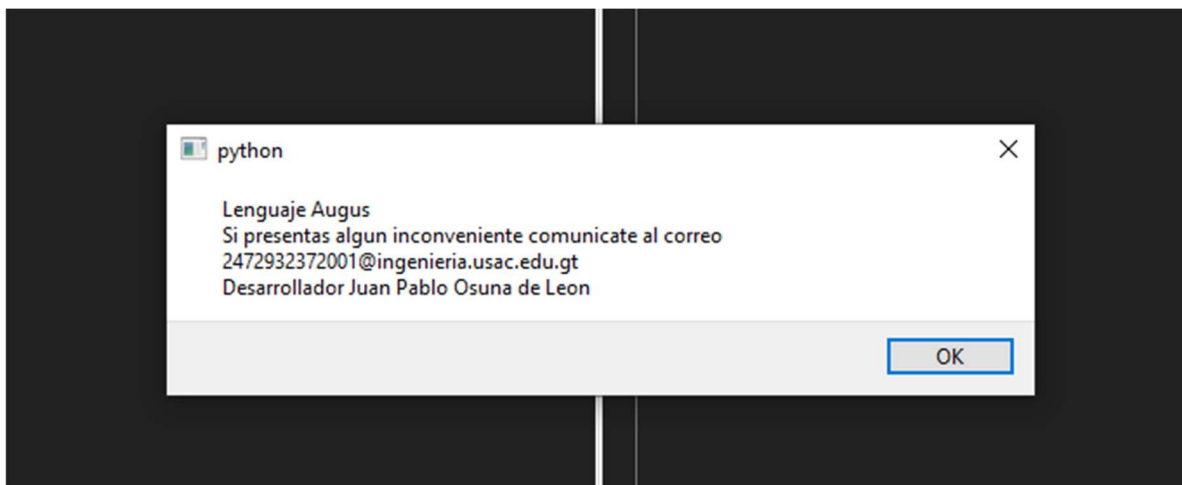 python
Lenguaje Augus
Si presentas algun inconveniente comunicate al correo
2472932372001@ingenieria.usac.edu.gt
Desarrollador Juan Pablo Osuna de Leon
OK